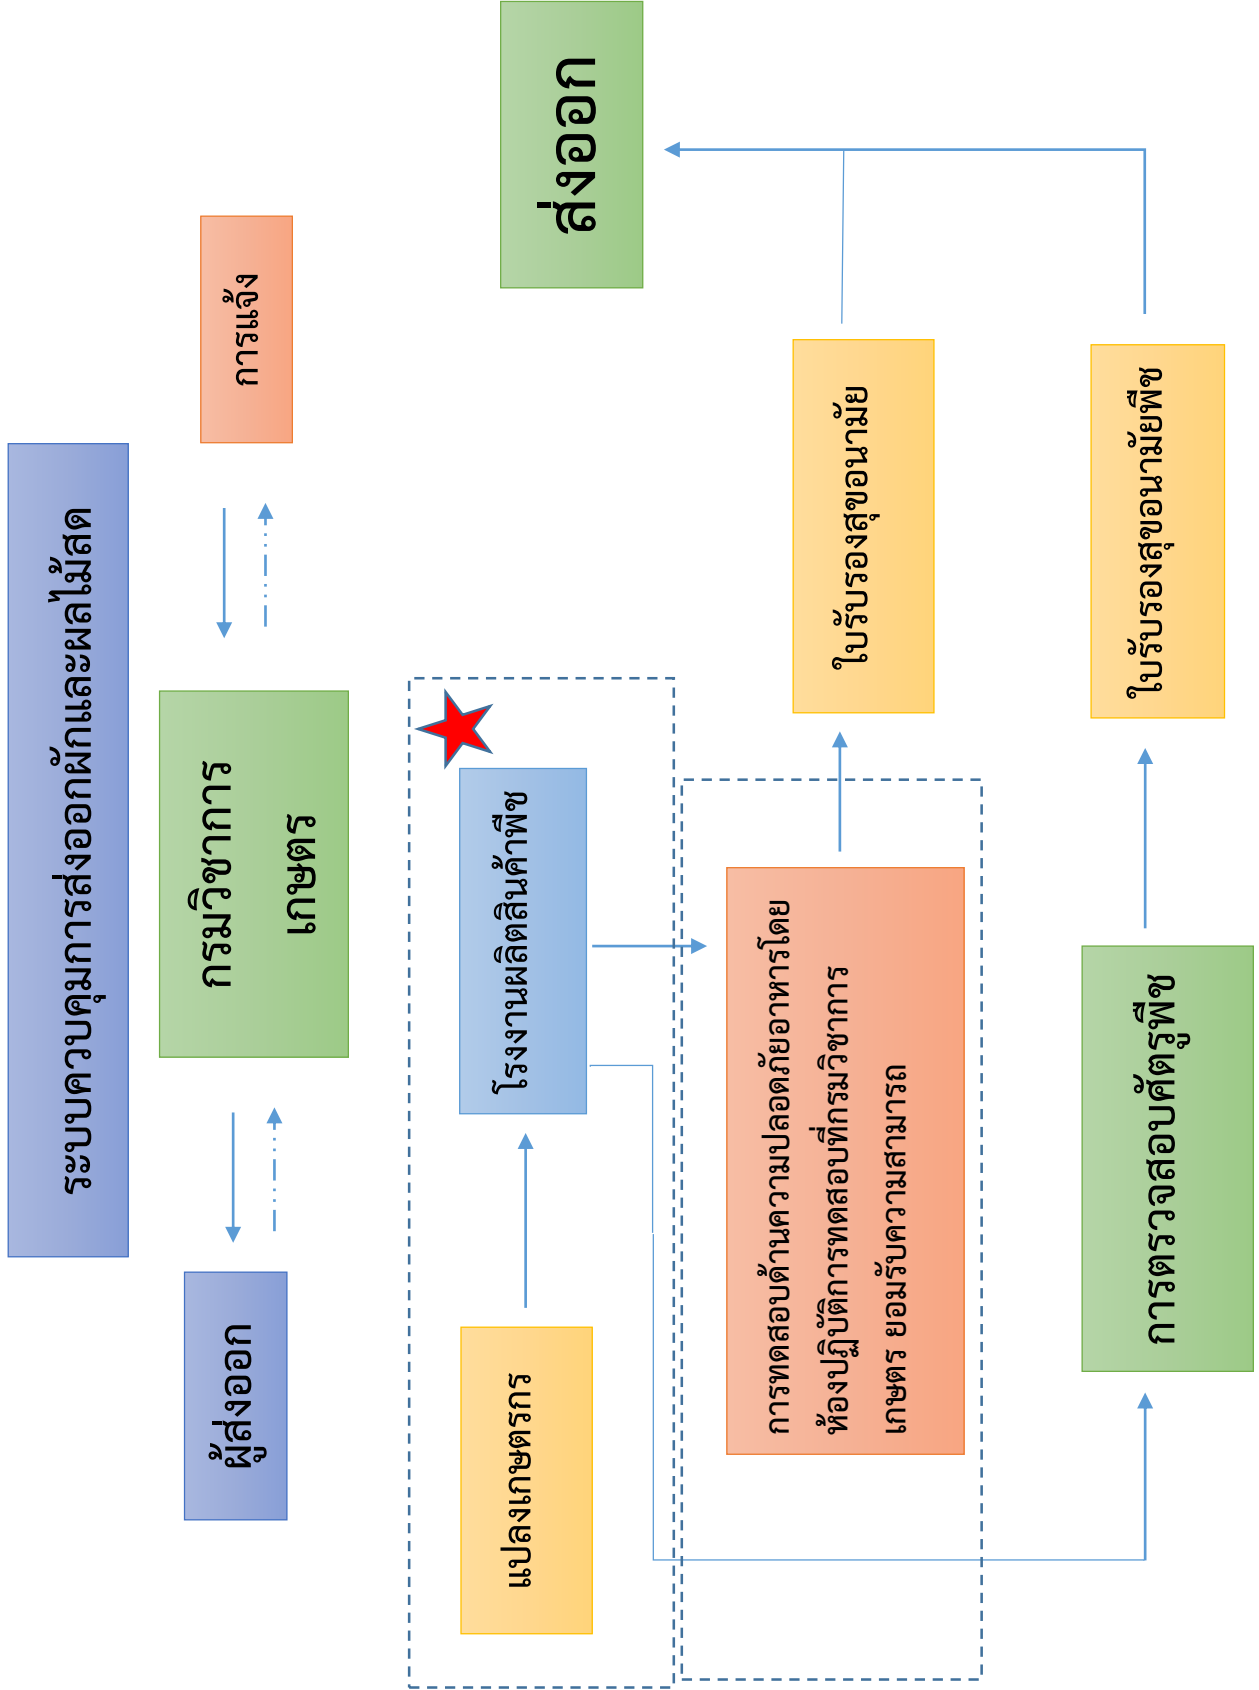 ระบบควบคุมการส่งออกผักและผลไม้สด
ผู้ส่งออก
กรมวิชาการ
เกษตร
การแจ้ง
แปลงเกษตรกร
โรงงานผลิตสินค้าพืช
ส่งออก
การทดสอบด้านความปลอดภัยอาหารโดย
ห้องปฏิบัติการทดสอบที่กรมวิชาการ
เกษตร ยอมรับความสามารถ
ใบรับรองสุขอนามัย
การตรวจสอบศัตรูพืช
ใบรับรองสุขอนามัยพืช